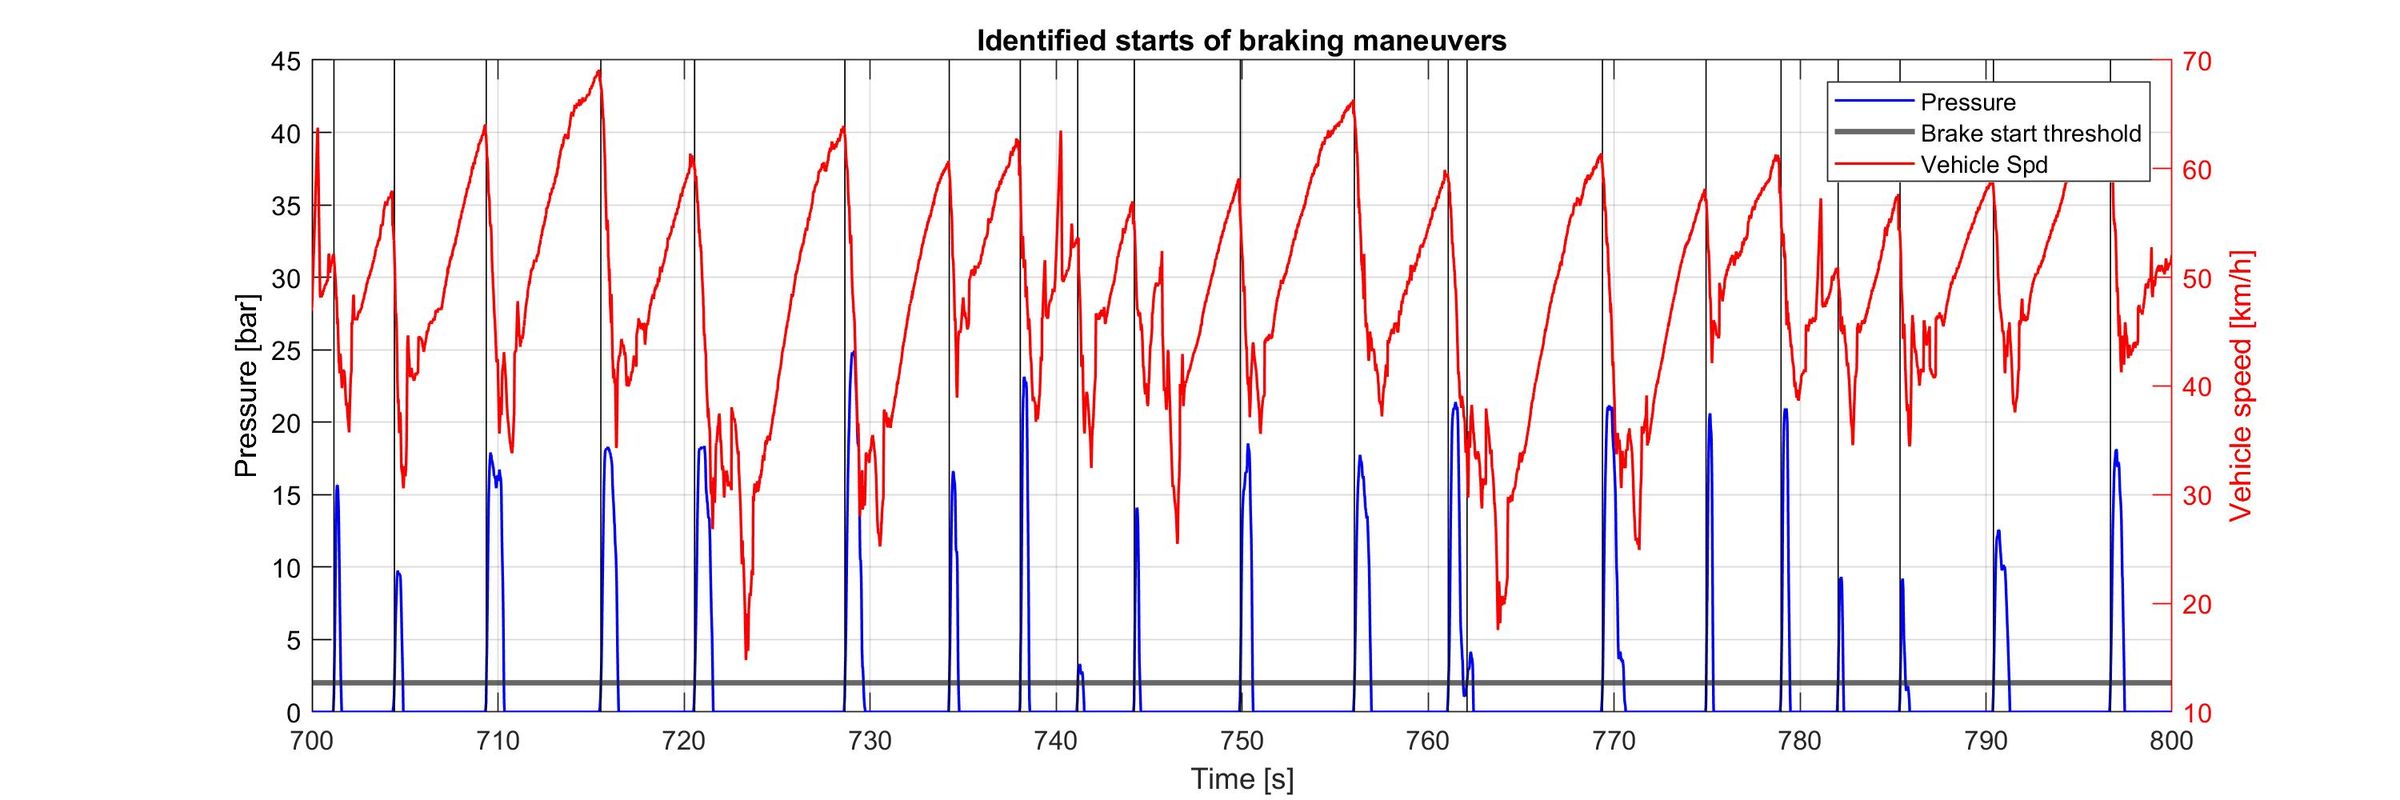 Identified starts of braking maneuvers
45
40
35
30
25
20
15
10
5
0
Pressure [bar]
70
60
50
40
30
20
10
Vehicle speed [km/h]
Pressure
Brake start threshold
Vehicle Spd
700 710 720 730 740 750 760 770 780 790 800
Time [s]